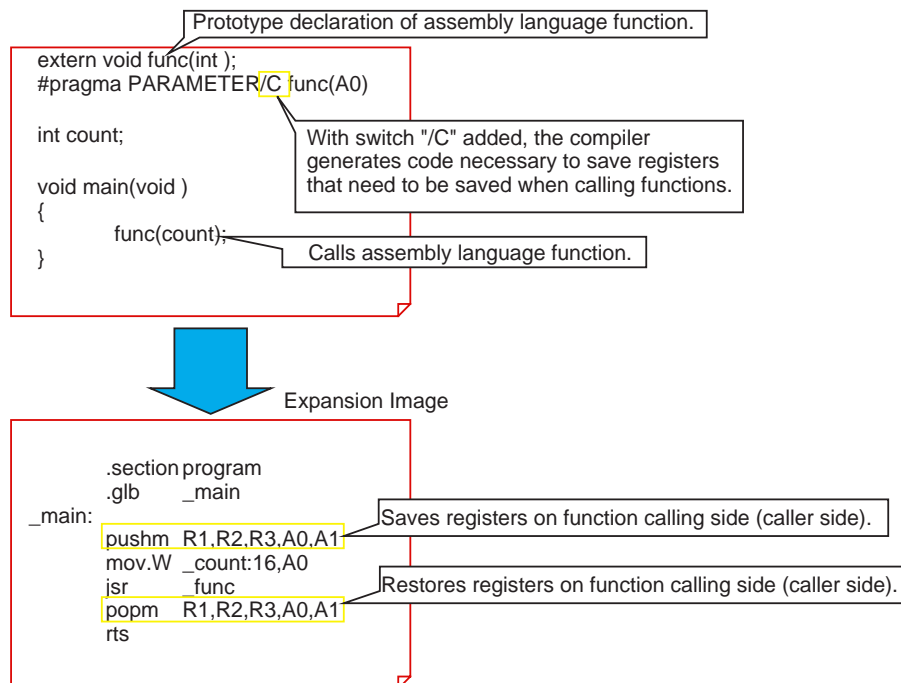 Prototype declaration of assembly language function.
extern void func(int );
#pragma PARAMETER/C func(A0)
int count;
With switch "/C" added, the compiler
generates code necessary to save registers
that need to be saved when calling functions.
void main(void )
{
func(count);
Calls assembly language function.
}
Expansion Image
.section program
.glb _main
_main:
Saves registers on function calling side (caller side).
pushm R1,R2,R3,A0,A1
mov.W _count:16,A0
Restores registers on function calling side (caller side).
jsr _func
popm R1,R2,R3,A0,A1
rts